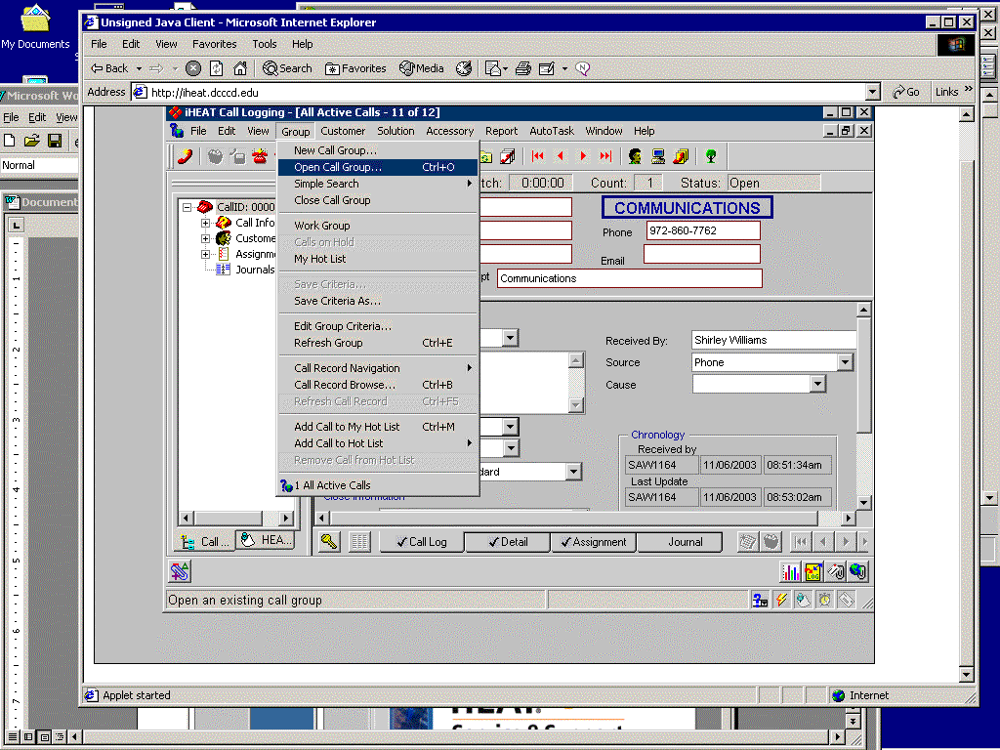 Unsigned Java Client - Microsoft Internet Explorer
My Documents
File Edit View Favorites Tools Help
Back Search Favorites Media
Address http://iheat.dcccd.edu Go Links »
Microsoft Wo
File Edit View
Normal
Document
iHEAT Call Logging - [All Active Calls - 11 of 12]
File Edit View Group Customer Solution Accessory Report AutoTask Window Help
New Call Group...
Open Call Group... Ctrl+O
Simple Search
Close Call Group
Work Group
Calls on Hold
My Hot List
Save Criteria...
Save Criteria As...
Edit Group Criteria...
Refresh Group Ctrl+E
Call Record Navigation
Call Record Browse... Ctrl+B
Refresh Call Record Ctrl+F5
Add Call to My Hot List Ctrl+M
Add Call to Hot List
Remove Call from Hot List
1 All Active Calls
tch: 0:00:00 Count: 1 Status: Open
CallID: 0000
Call Info
Custome
Assignm
Journals
COMMUNICATIONS
Phone 972-860-7762
Email
pt Communications
Received By: Shirley Williams
Source Phone
Cause
Chronology
Received by
SAW1164 11/06/2003 08:51:34am
Last Update
SAW1164 11/06/2003 08:53:02am
dard
Close Information
Call ... HEA...
Call Log Detail Assignment Journal
Open an existing call group
Applet started Internet
HEAT
Service & Support